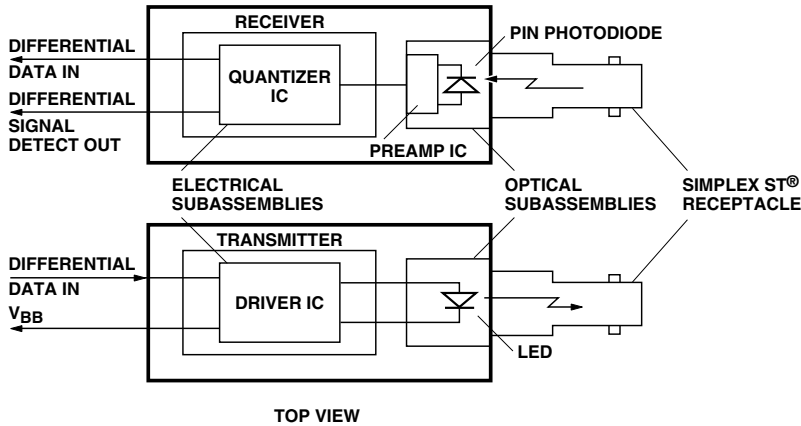 RECEIVER
DIFFERENTIAL
DATA IN
DIFFERENTIAL
SIGNAL
DETECT OUT
QUANTIZER
IC
PIN PHOTODIODE
PREAMP IC
ELECTRICAL
SUBASSEMBLIES
OPTICAL
SUBASSEMBLIES
SIMPLEX ST®
RECEPTACLE
TRANSMITTER
DIFFERENTIAL
DATA IN
VBB
DRIVER IC
LED
TOP VIEW